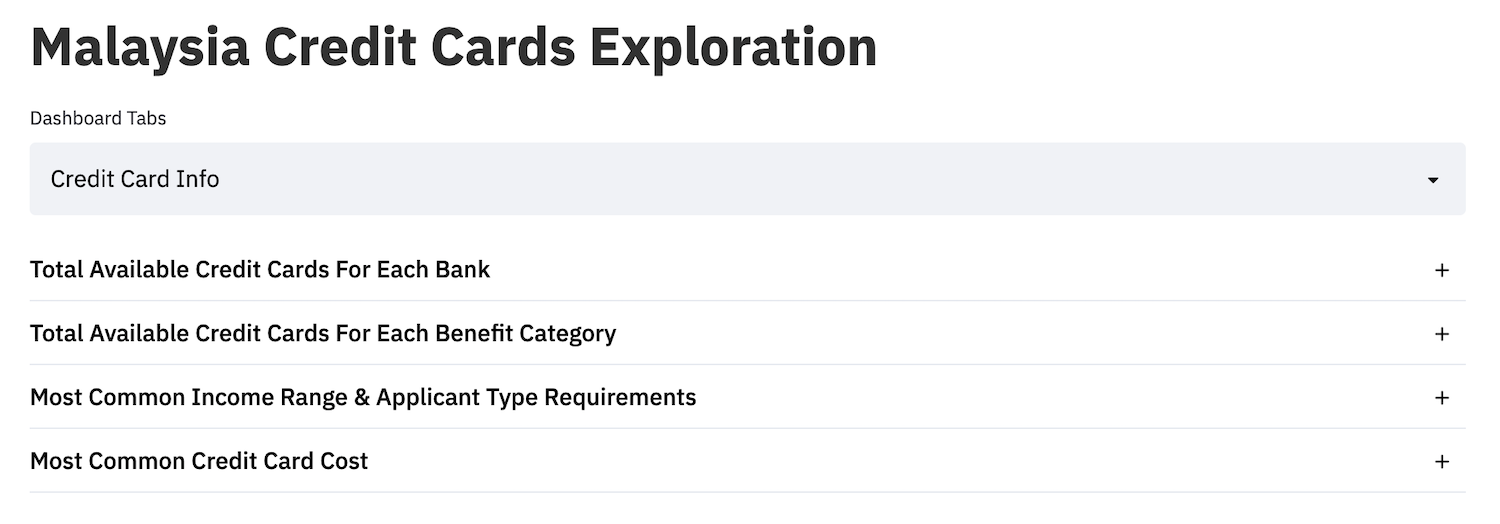 Malaysia Credit Cards Exploration
Dashboard Tabs
Credit Card Info
Total Available Credit Cards For Each Bank
Total Available Credit Cards For Each Benefit Category
Most Common Income Range & Applicant Type Requirements
Most Common Credit Card Cost